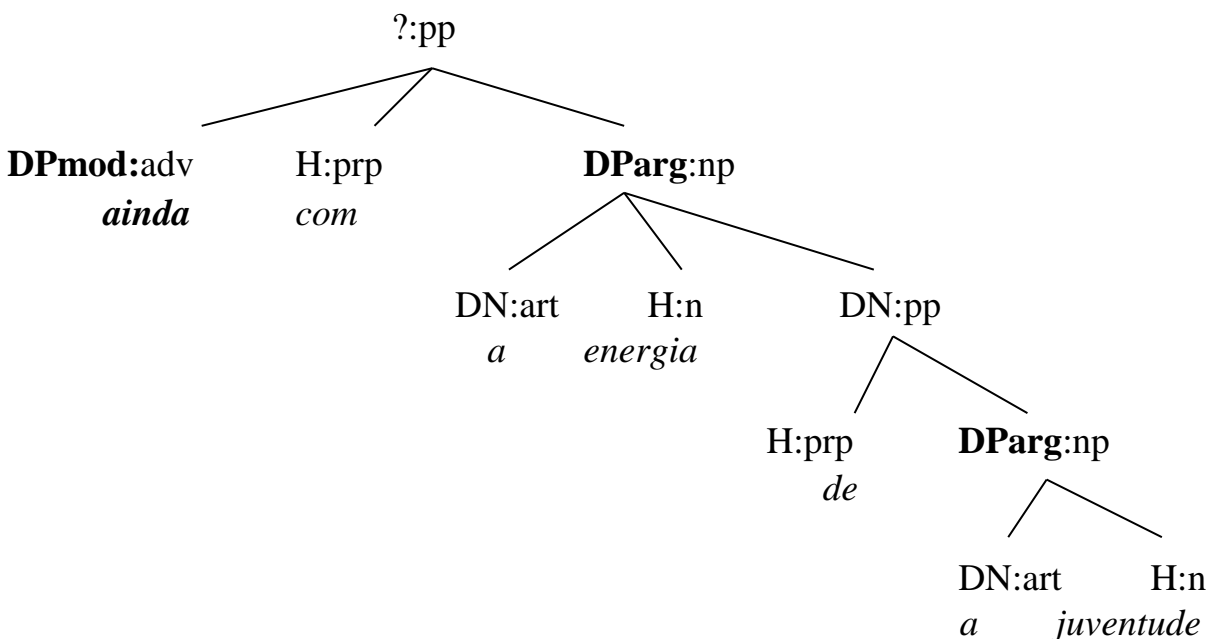 ?:pp
DPmod:adv H:prp DParg:np
ainda com
DN:art H:n DN:pp
a energia
H:prp DParg:np
de
DN:art H:n
a juventude